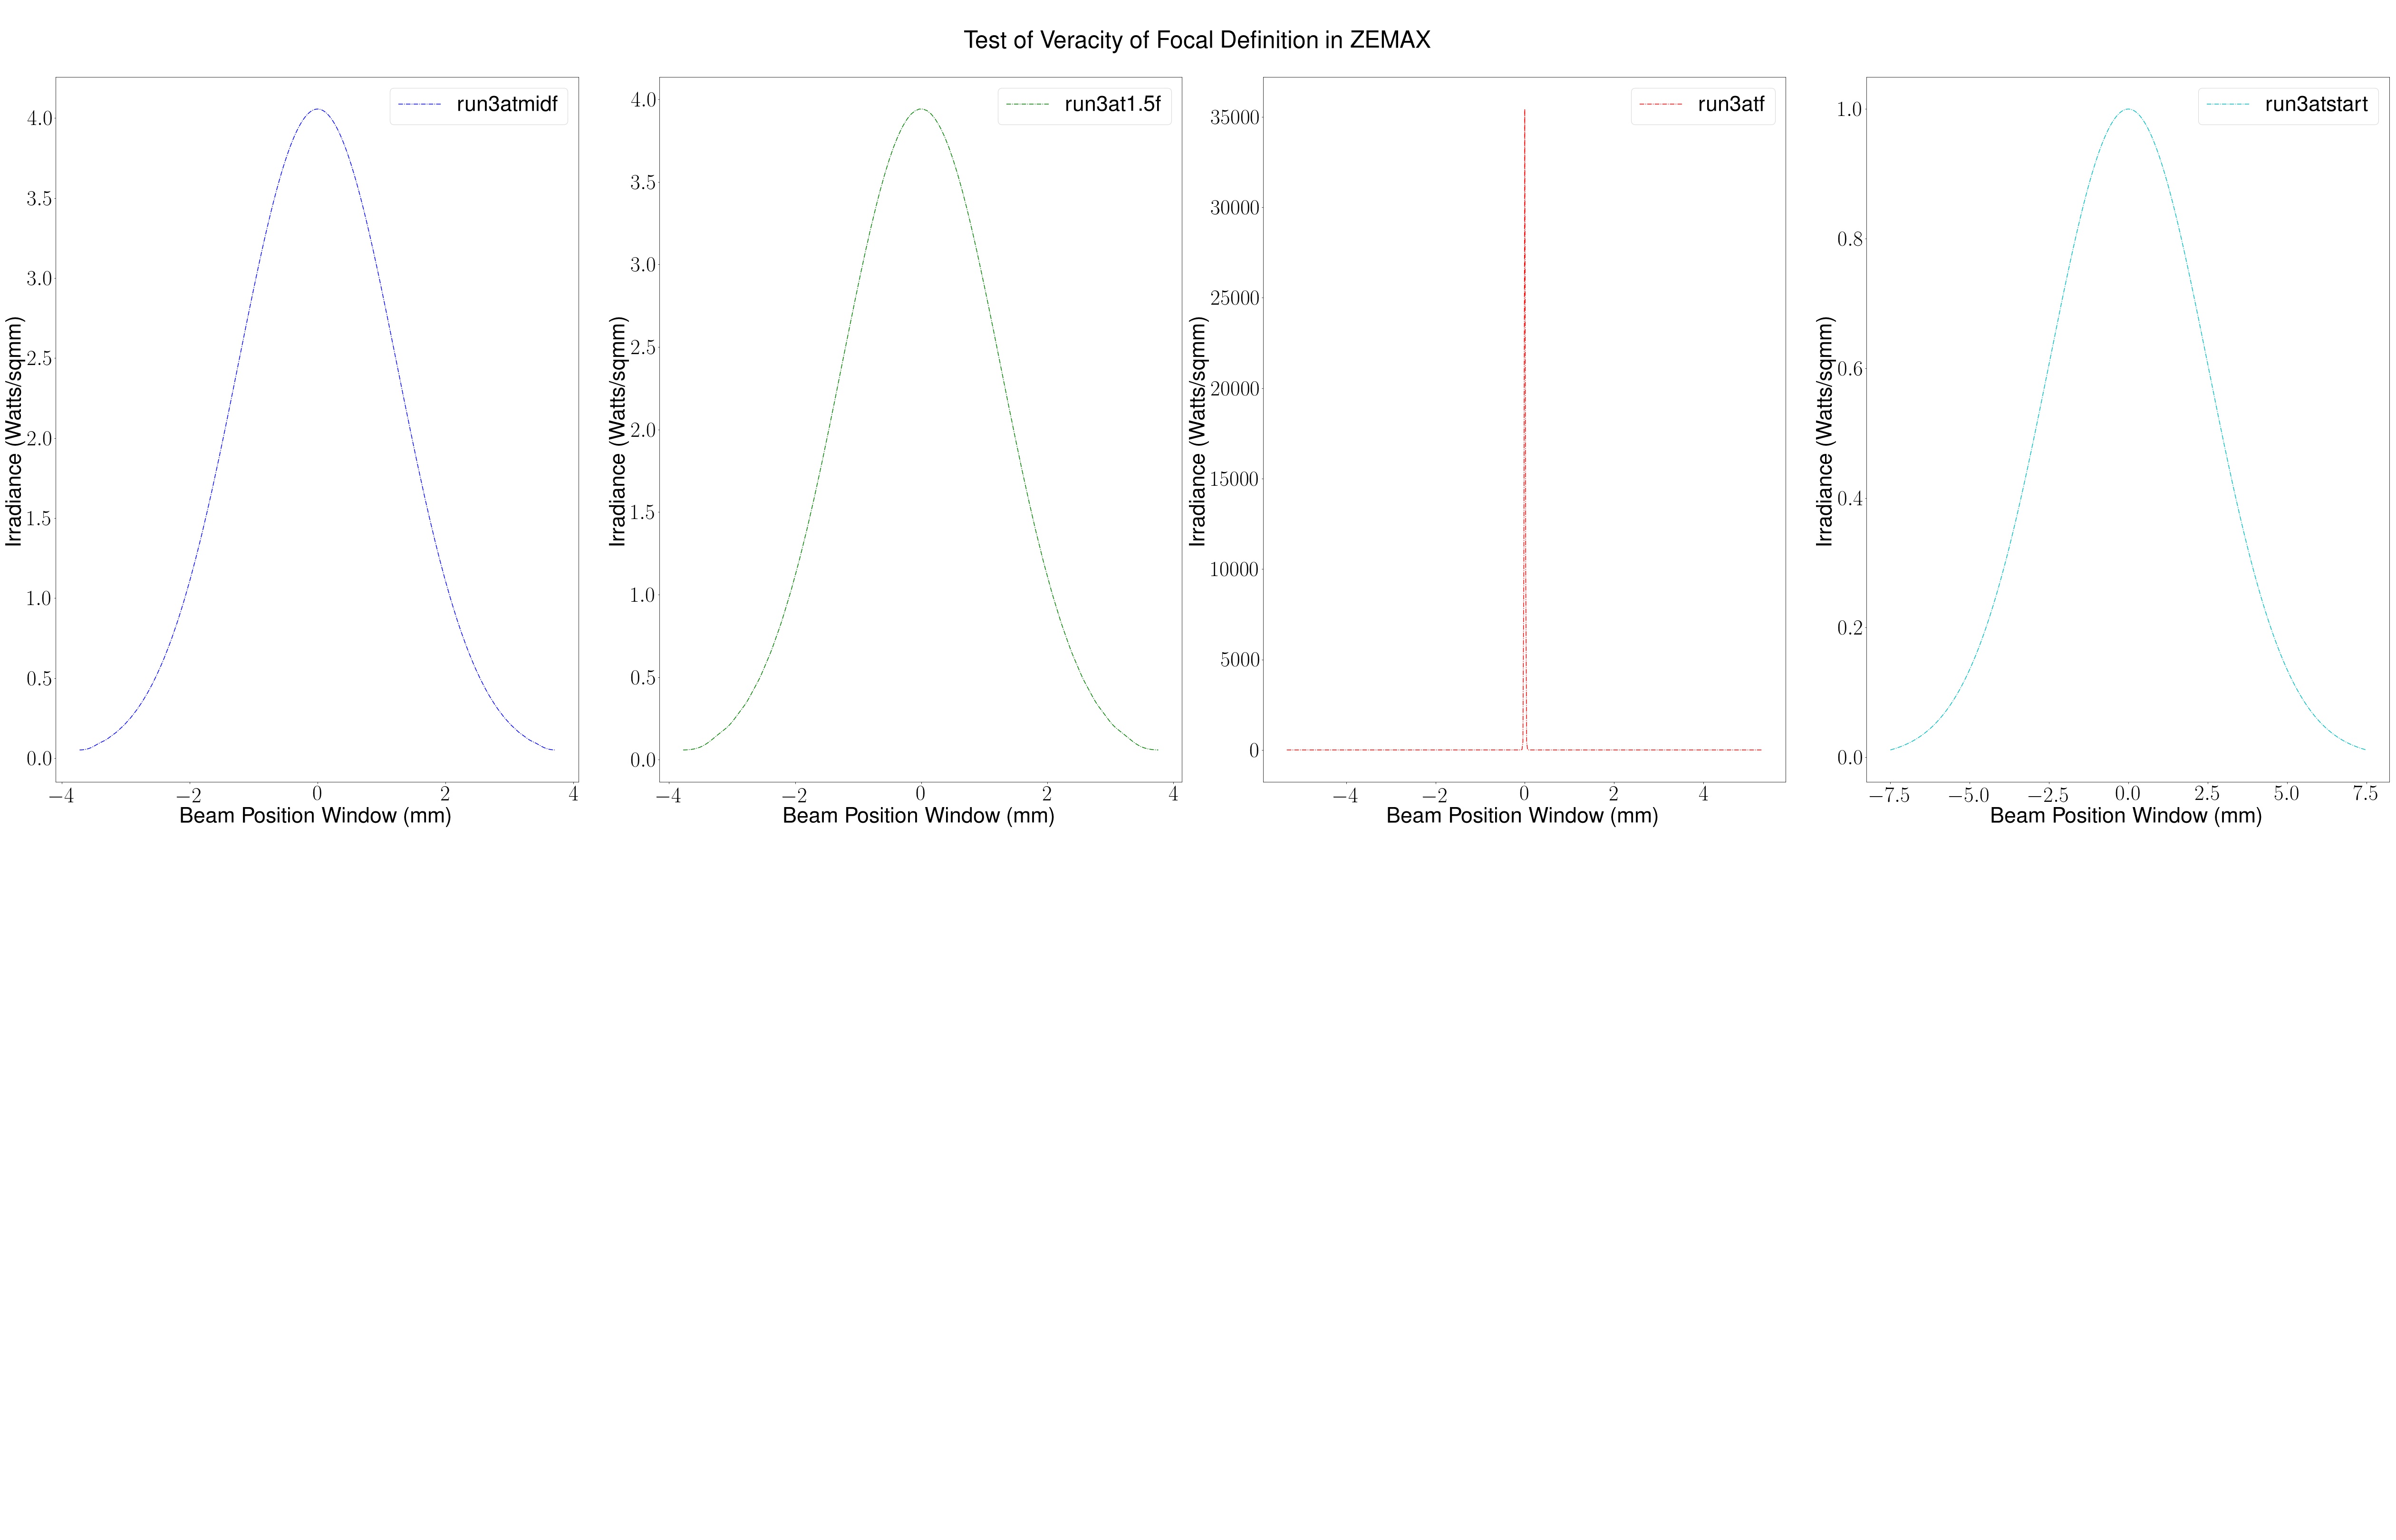 Test of Veracity of Focal Definition in ZEMAX
run3atmidf
4.0
3.5
3.0
2.5
2.0
1.5
1.0
0.5
0.0
Irradiance (Watts/sqmm)
−4 −2 0 2 4
Beam Position Window (mm)
run3at1.5f
4.0
3.5
3.0
2.5
2.0
1.5
1.0
0.5
0.0
Irradiance (Watts/sqmm)
−4 −2 0 2 4
Beam Position Window (mm)
run3atf
35000
30000
25000
20000
15000
10000
5000
0
Irradiance (Watts/sqmm)
−4 −2 0 2 4
Beam Position Window (mm)
run3atstart
1.0
0.8
0.6
0.4
0.2
0.0
Irradiance (Watts/sqmm)
−7.5 −5.0 −2.5 0.0 2.5 5.0 7.5
Beam Position Window (mm)